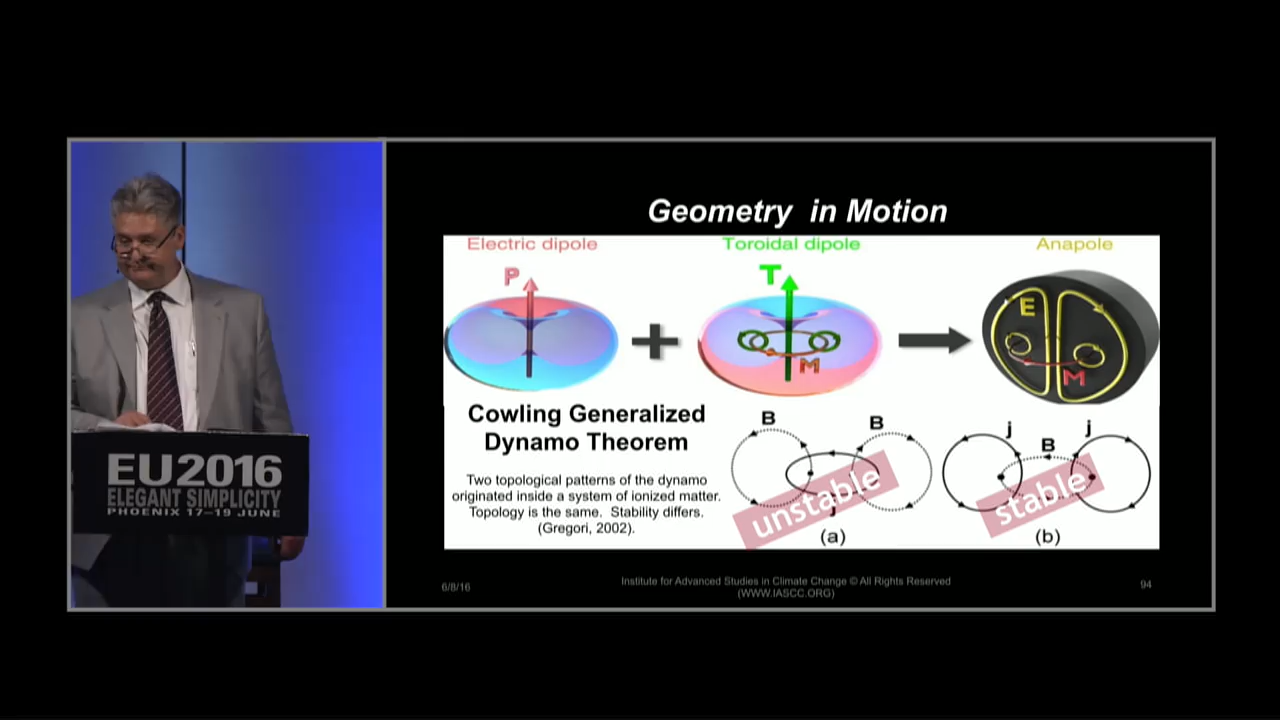 Geometry in Motion
Electric dipole
Toroidal dipole
Anapole
P
T
M
E
M
Cowling Generalized
Dynamo Theorem
Two topological patterns of the dynamo
originated inside a system of ionized matter.
Topology is the same. Stability differs.
(Gregori, 2002).
B
B
unstable
j
(a)
j
B
j
stable
(b)
EU2016
ELEGANT SIMPLICITY
PHOENIX 17–19 JUNE
6/8/16
Institute for Advanced Studies in Climate Change © All Rights Reserved
(WWW.IASCC.ORG)
94